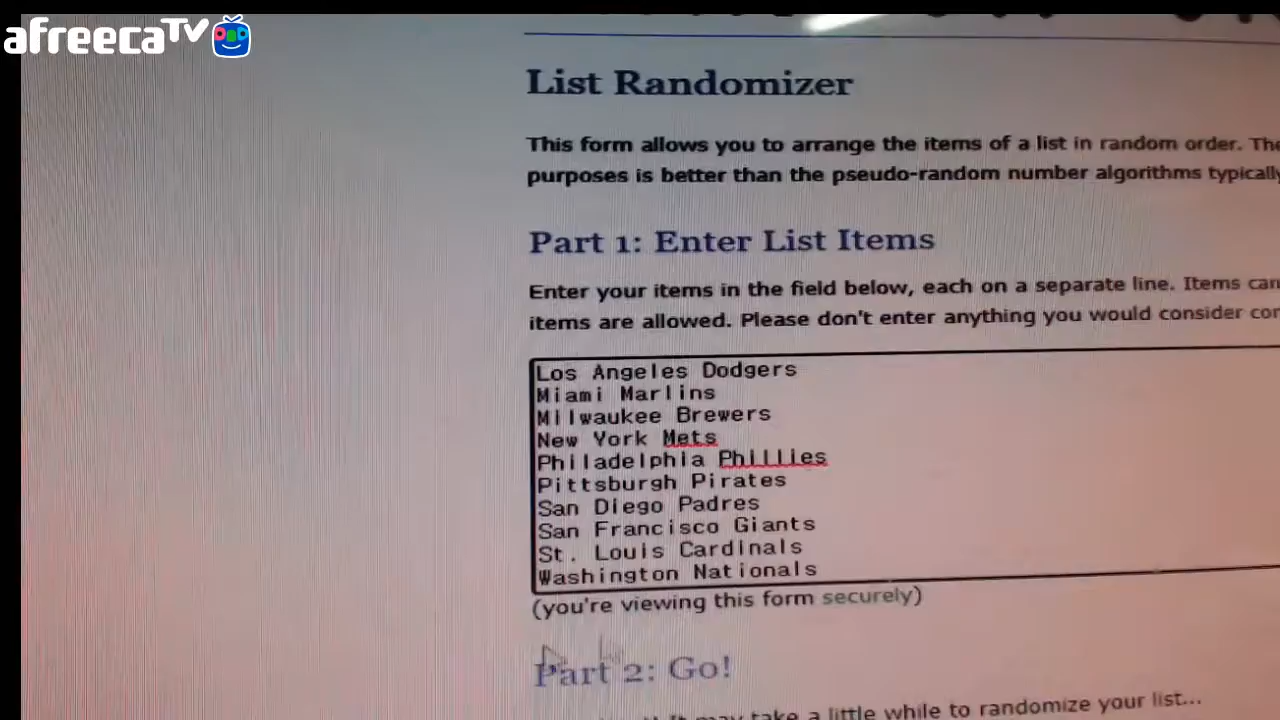 afreecaTV
List Randomizer
This form allows you to arrange the items of a list in random order. The
purposes is better than the pseudo-random number algorithms typically
Part 1: Enter List Items
Enter your items in the field below, each on a separate line. Items can
items are allowed. Please don't enter anything you would consider
Los Angeles Dodgers
Miami Marlins
Milwaukee Brewers
New York Mets
Philadelphia Phillies
Pittsburgh Pirates
San Diego Padres
San Francisco Giants
St. Louis Cardinals
Washington Nationals
(you're viewing this form securely)
Part 2: Go!
It may take a little while to randomize your list...